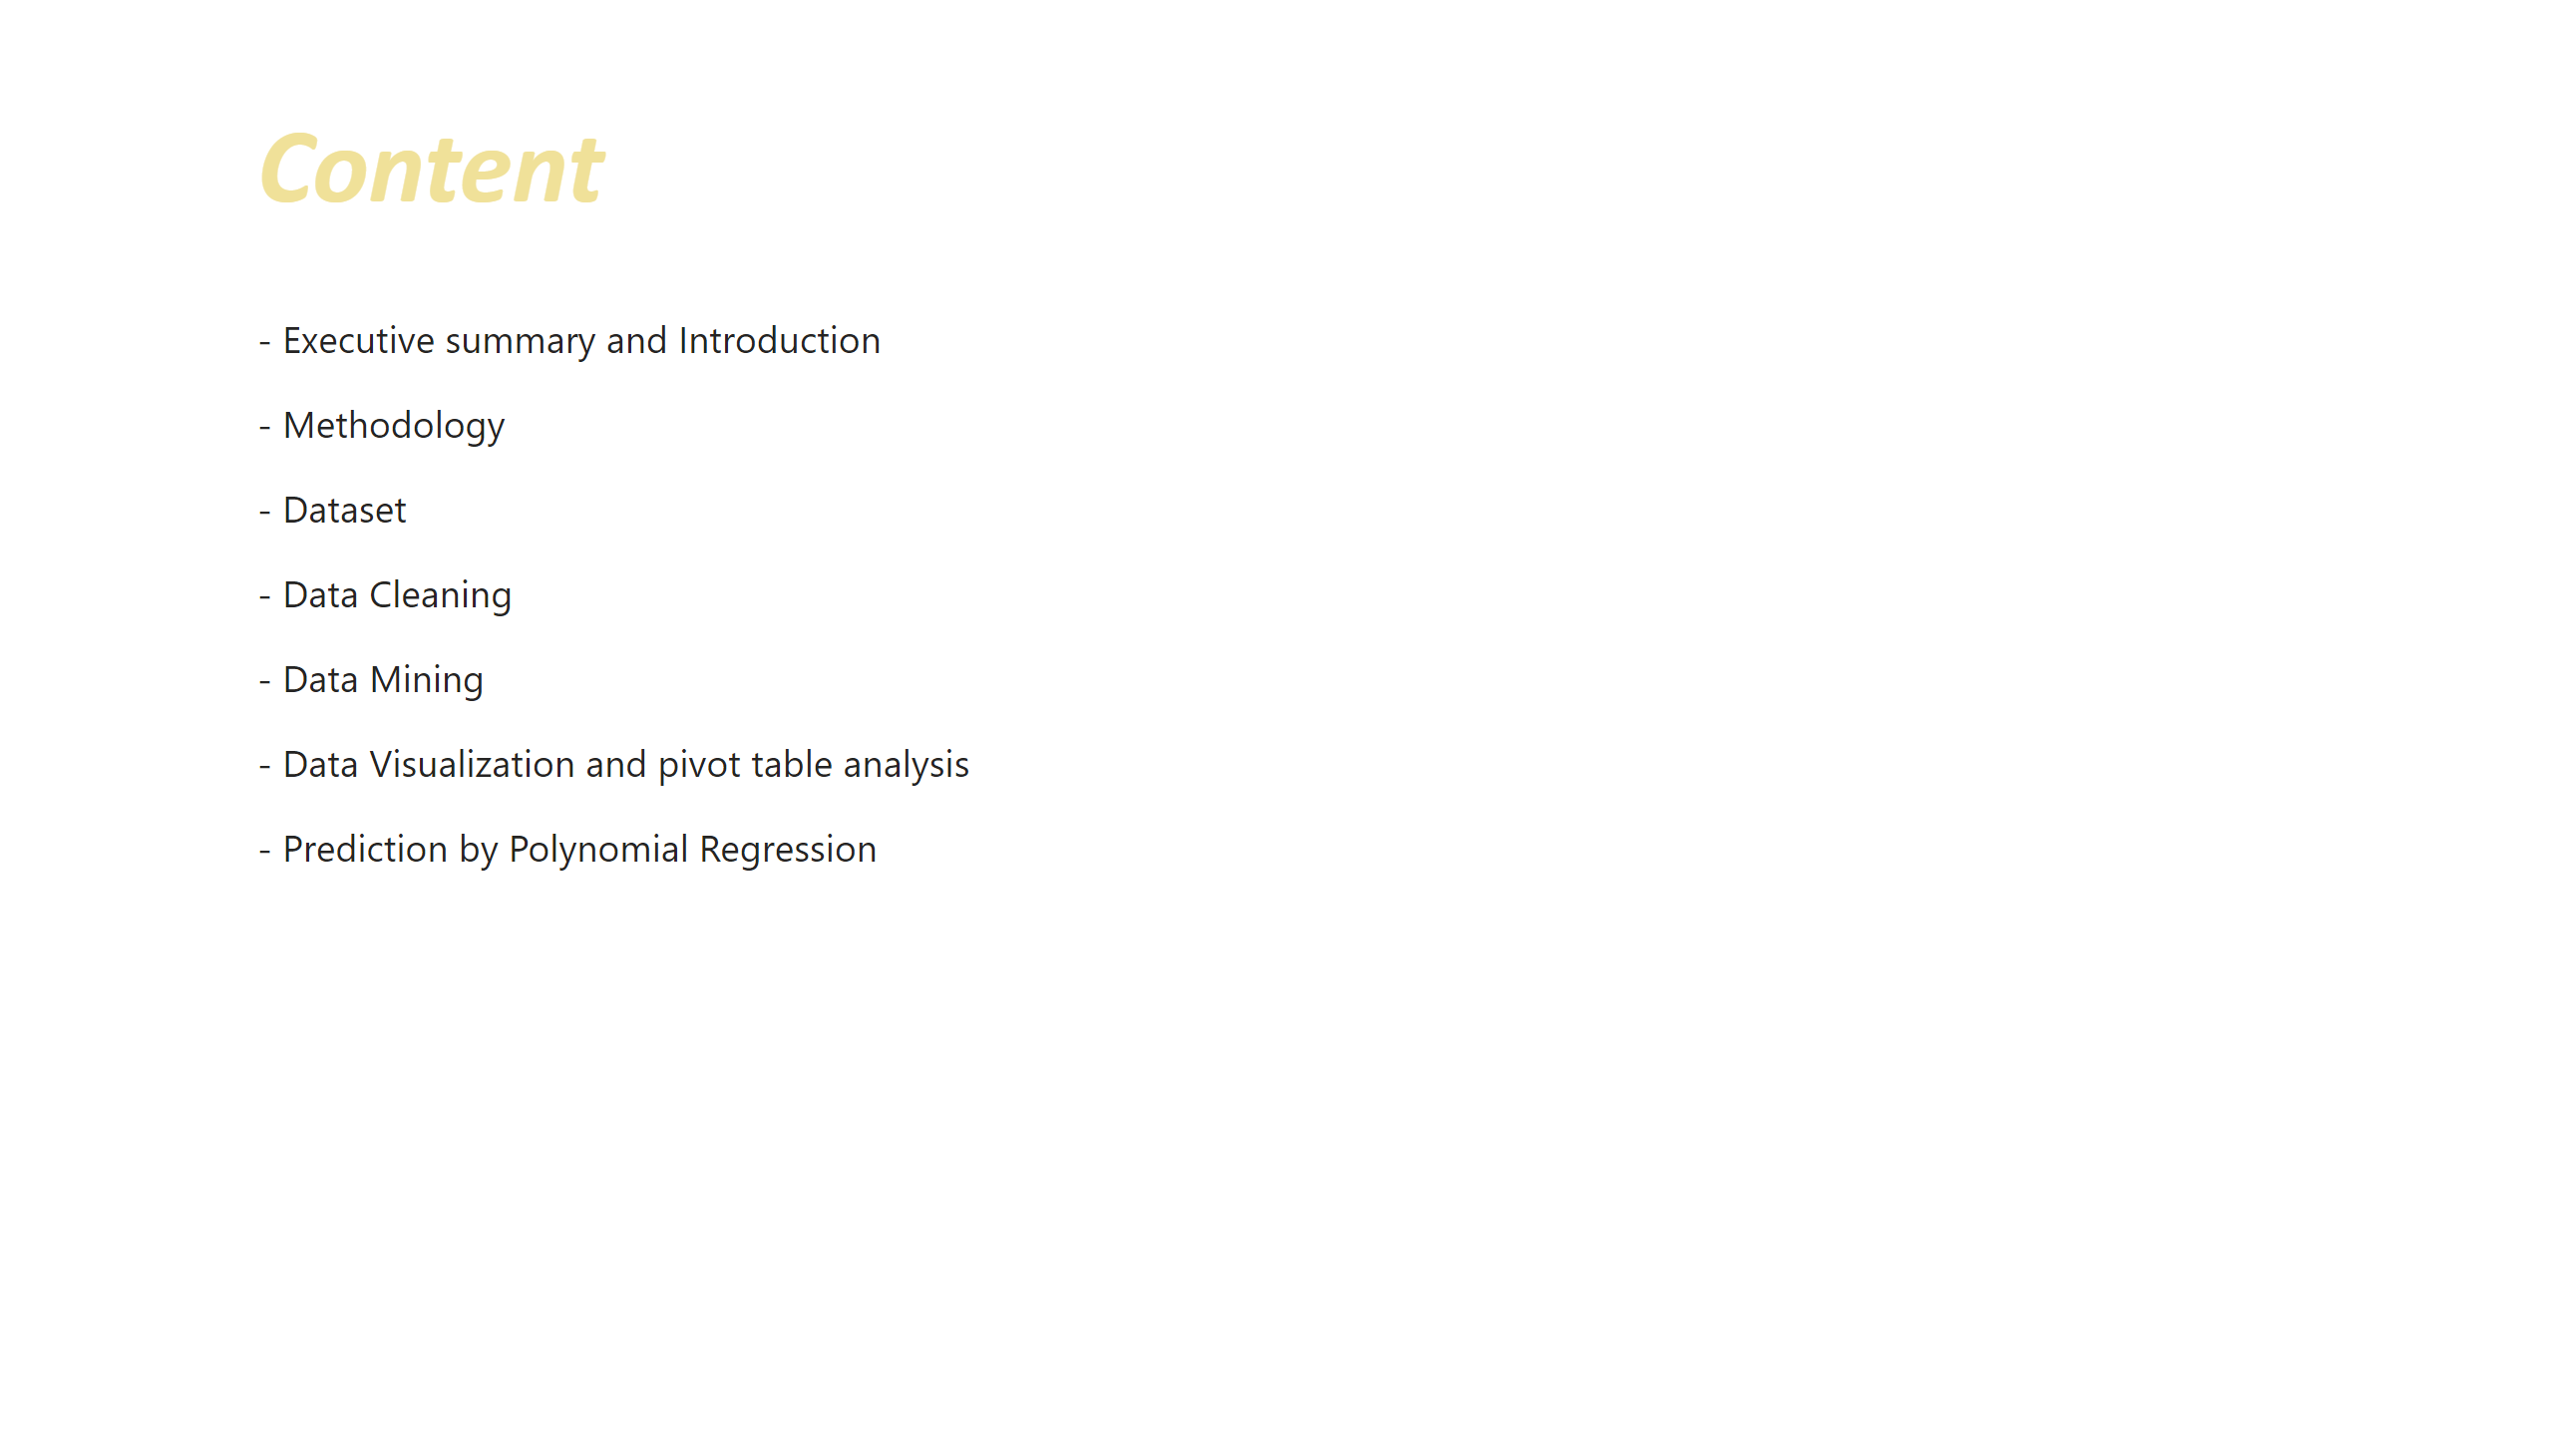 Content
- Executive summary and Introduction
- Methodology
- Dataset
- Data Cleaning
- Data Mining
- Data Visualization and pivot table analysis
- Prediction by Polynomial Regression